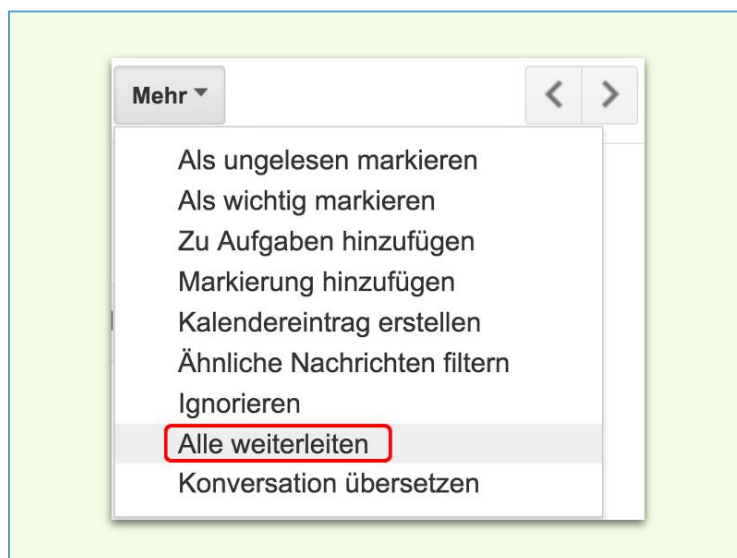 Mehr
Als ungelesen markieren
Als wichtig markieren
Zu Aufgaben hinzufügen
Markierung hinzufügen
Kalendereintrag erstellen
Ähnliche Nachrichten filtern
Ignorieren
Alle weiterleiten
Konversation übersetzen